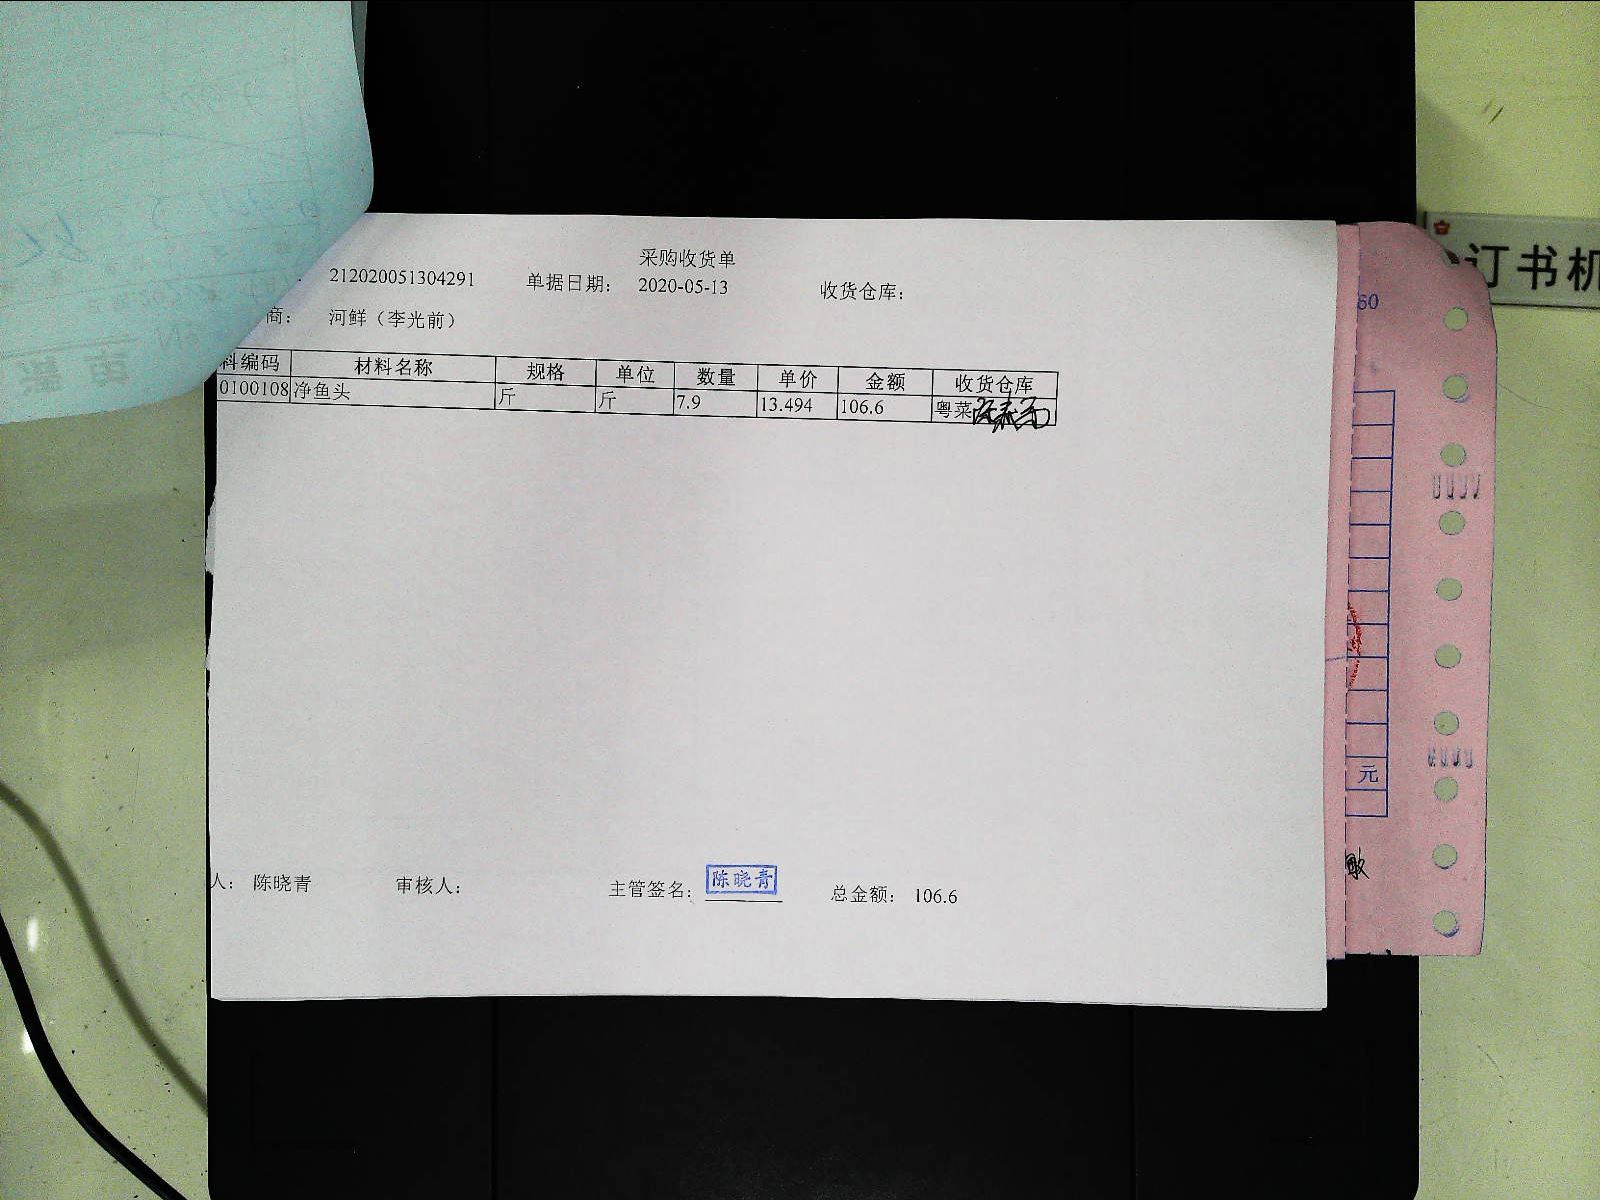 采购收货单
212020051304291 单据日期： 2020-05-13 收货仓库：
商： 河鲜（李光前）
料编码 材料名称 规格 单位 数量 单价 金额 收货仓库
0100108 净鱼头 斤 斤 7.9 13.494 106.6 粤菜
人： 陈晓青 审核人： 主管签名： 陈晓青 总金额： 106.6
订书机
60
元